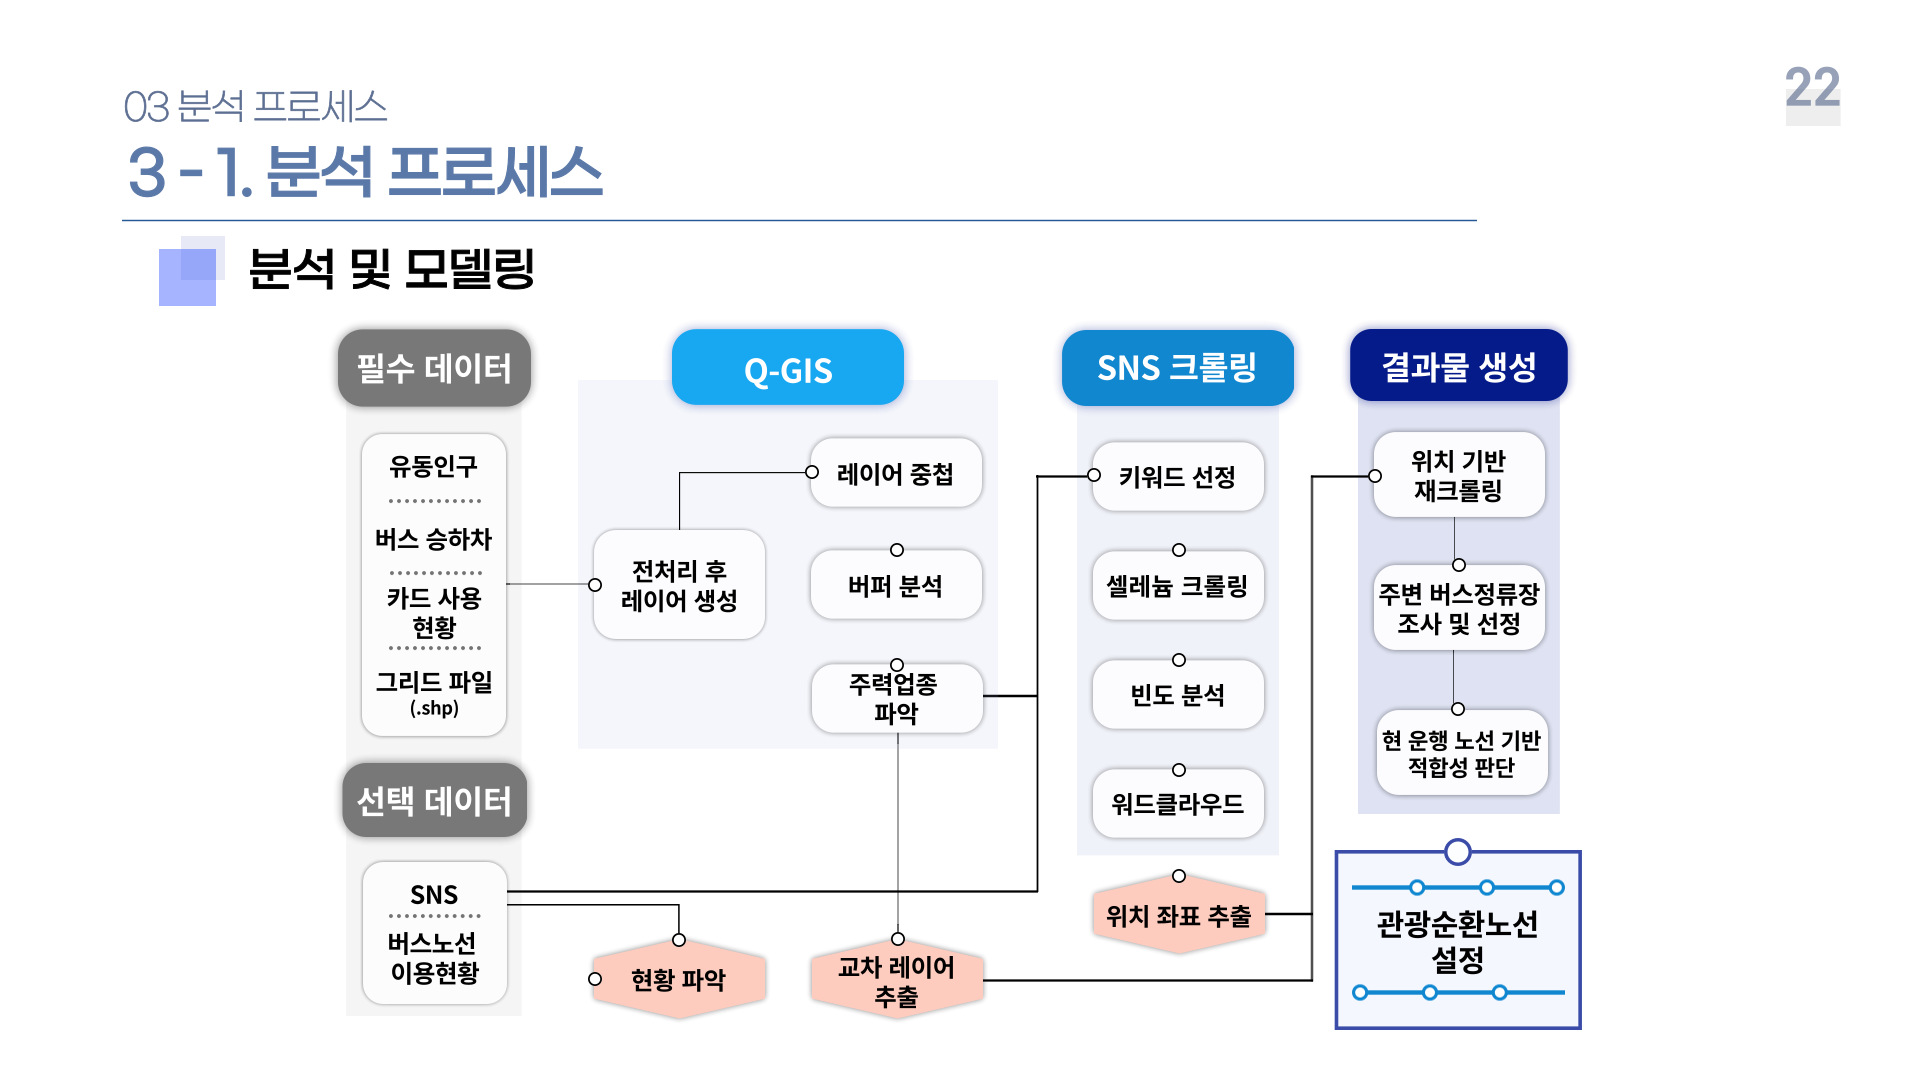 22
03 분석 프로세스
3 - 1. 분석 프로세스
분석 및 모델링
필수 데이터
유동인구
버스 승하차
카드 사용
현황
그리드 파일
(.shp)
선택 데이터
SNS
버스노선
이용현황
Q-GIS
전처리 후
레이어 생성
레이어 중첩
버퍼 분석
주력업종
파악
현황 파악
교차 레이어
추출
SNS 크롤링
키워드 선정
셀레늄 크롤링
빈도 분석
워드클라우드
위치 좌표 추출
결과물 생성
위치 기반
재크롤링
주변 버스정류장
조사 및 선정
현 운행 노선 기반
적합성 판단
관광순환노선
설정